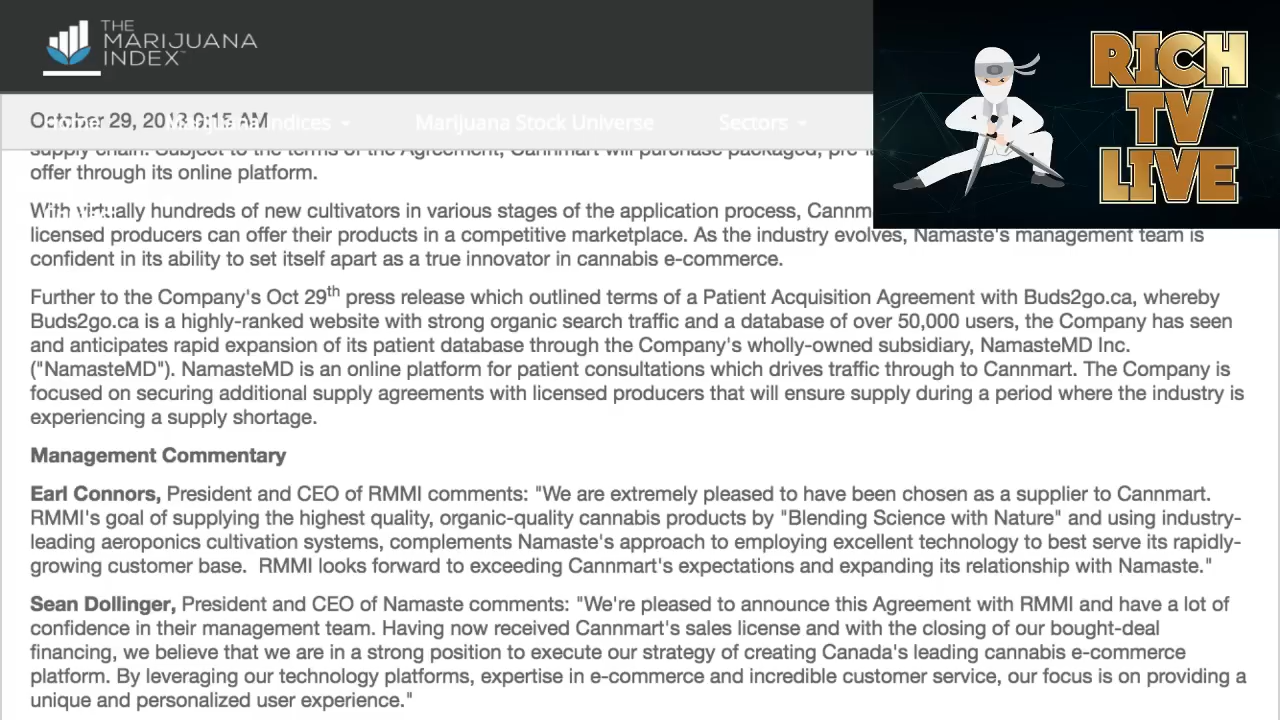 THE
MARIJUANA
INDEX
RICH
TV
LIVE
October 29, 2018 9:15 AM
Marijuana Indices
Marijuana Stock Universe
Sectors
supply chain. Subject to the terms of the Agreement, Cannmart will purchase packaged,
offer through its online platform.
With virtually hundreds of new cultivators in various stages of the application process,
licensed producers can offer their products in a competitive marketplace. As the industry evolves, Namaste's management team is
confident in its ability to set itself apart as a true innovator in cannabis e-commerce.
Further to the Company's Oct 29th press release which outlined terms of a Patient Acquisition Agreement with Buds2go.ca, whereby
Buds2go.ca is a highly-ranked website with strong organic search traffic and a database of over 50,000 users, the Company has seen
and anticipates rapid expansion of its patient database through the Company's wholly-owned subsidiary, NamasteMD Inc.
("NamasteMD"). NamasteMD is an online platform for patient consultations which drives traffic through to Cannmart. The Company is
focused on securing additional supply agreements with licensed producers that will ensure supply during a period where the industry is
experiencing a supply shortage.
Management Commentary
Earl Connors, President and CEO of RMMI comments: "We are extremely pleased to have been chosen as a supplier to Cannmart.
RMMI's goal of supplying the highest quality, organic-quality cannabis products by "Blending Science with Nature" and using industry-
leading aeroponics cultivation systems, complements Namaste's approach to employing excellent technology to best serve its rapidly-
growing customer base. RMMI looks forward to exceeding Cannmart's expectations and expanding its relationship with Namaste."
Sean Dollinger, President and CEO of Namaste comments: "We're pleased to announce this Agreement with RMMI and have a lot of
confidence in their management team. Having now received Cannmart's sales license and with the closing of our bought-deal
financing, we believe that we are in a strong position to execute our strategy of creating Canada's leading cannabis e-commerce
platform. By leveraging our technology platforms, expertise in e-commerce and incredible customer service, our focus is on providing a
unique and personalized user experience."